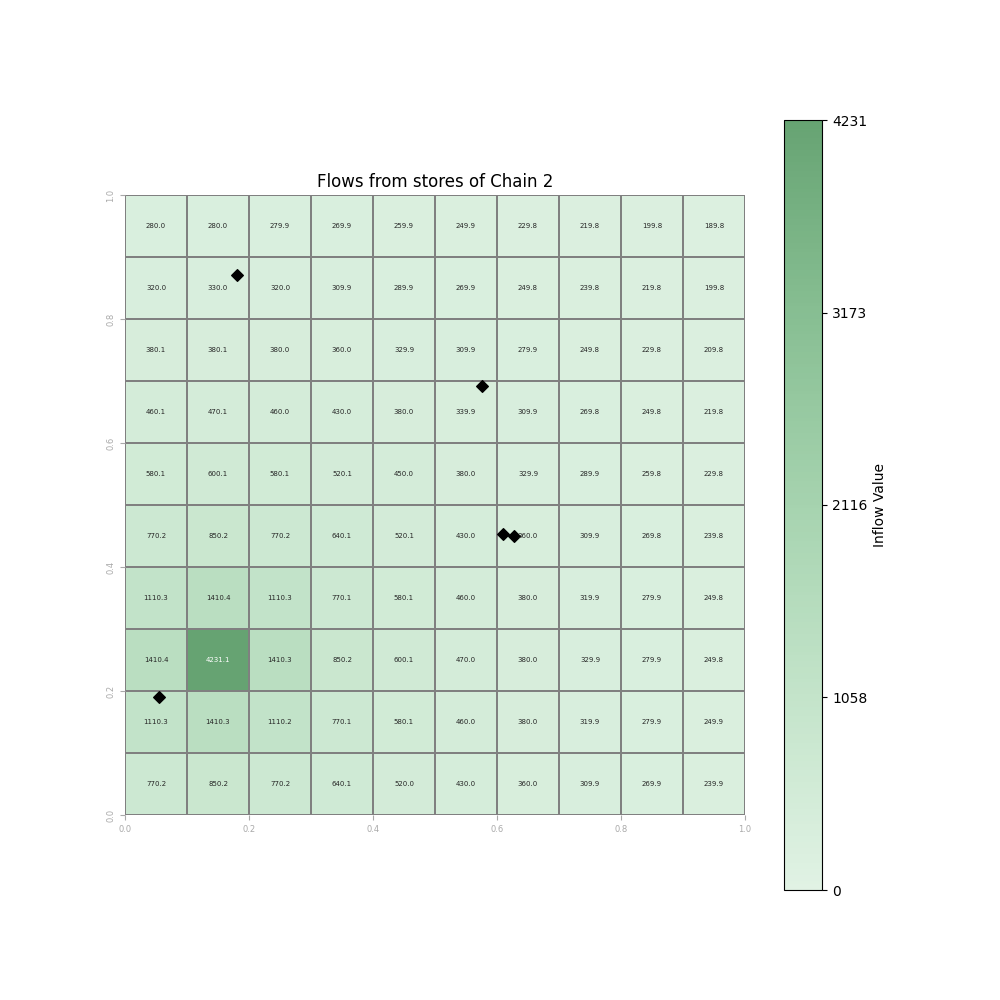 Flows from stores of Chain 2
1.0
280.0 280.0 279.9 269.9 259.9 249.9 229.8 219.8 199.8 189.8
320.0 330.0 320.0 309.9 289.9 269.9 249.8 239.8 219.8 199.8
0.8
380.1 380.1 380.0 360.0 329.9 309.9 279.9 249.8 229.8 209.8
460.1 470.1 460.0 430.0 380.0 339.9 309.9 269.8 249.8 219.8
0.6
580.1 600.1 580.1 520.1 450.0 380.0 329.9 289.9 259.8 229.8
770.2 850.2 770.2 640.1 520.1 430.0 309.9 269.8 239.8
0.4
1110.3 1410.4 1110.3 770.1 580.1 460.0 380.0 319.9 279.9 249.8
1410.4 4231.1 1410.3 850.2 600.1 470.0 380.0 329.9 279.9 249.8
0.2
1110.3 1410.3 1110.2 770.1 580.1 460.0 380.0 319.9 279.9 249.9
770.2 850.2 770.2 640.1 520.0 430.0 360.0 309.9 269.9 239.9
0.0
0.0 0.2 0.4 0.6 0.8 1.0
4231
3173
2116
1058
0
Inflow Value